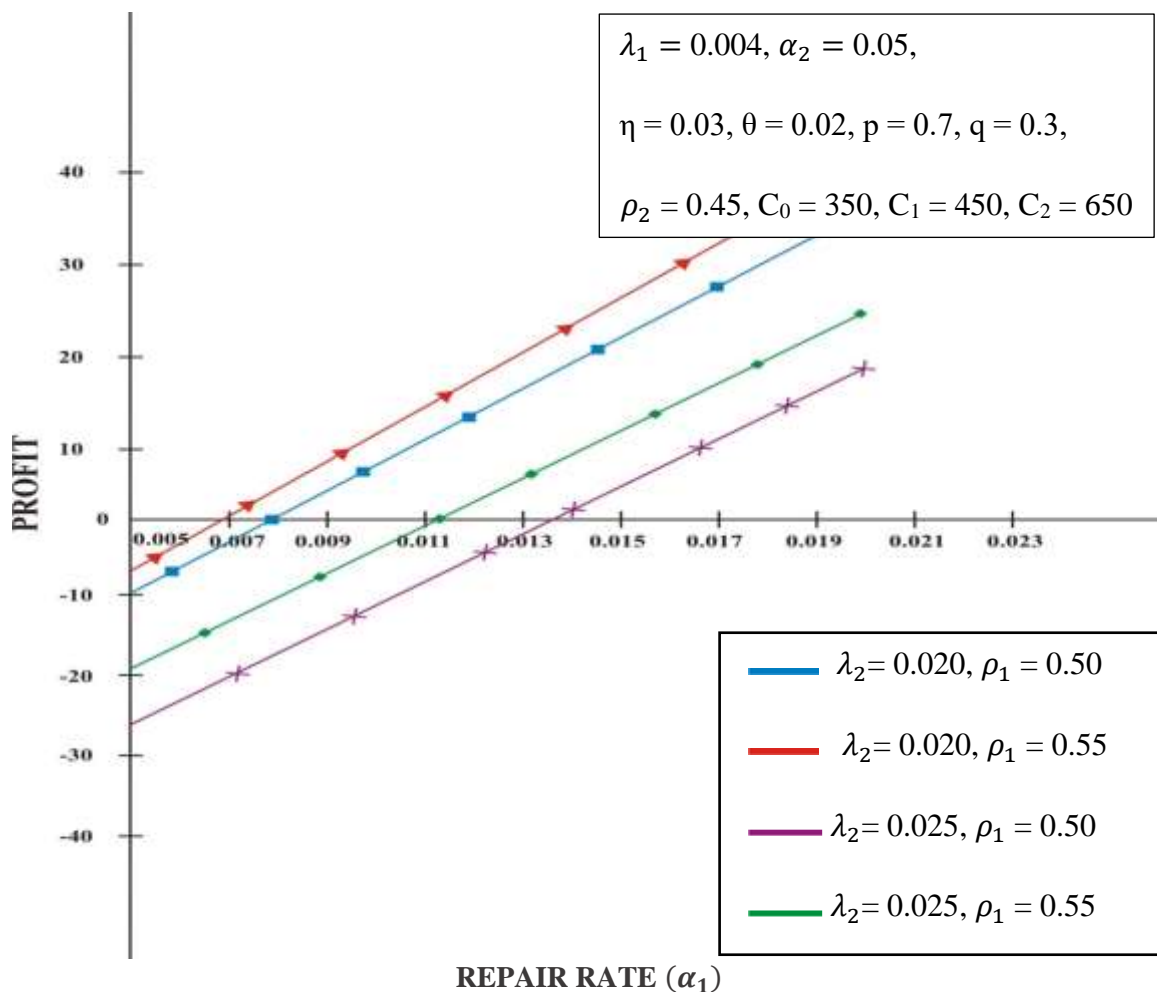 λ₁ = 0.004, α₂ = 0.05,
η = 0.03, θ = 0.02, p = 0.7, q = 0.3,
ρ₂ = 0.45, C₀ = 350, C₁ = 450, C₂ = 650
40
30
20
10
0
-10
-20
-30
-40
PROFIT
0.005 0.007 0.009 0.011 0.013 0.015 0.017 0.019 0.021 0.023
λ₂= 0.020, ρ₁ = 0.50
λ₂= 0.020, ρ₁ = 0.55
λ₂= 0.025, ρ₁ = 0.50
λ₂= 0.025, ρ₁ = 0.55
REPAIR RATE (α₁)